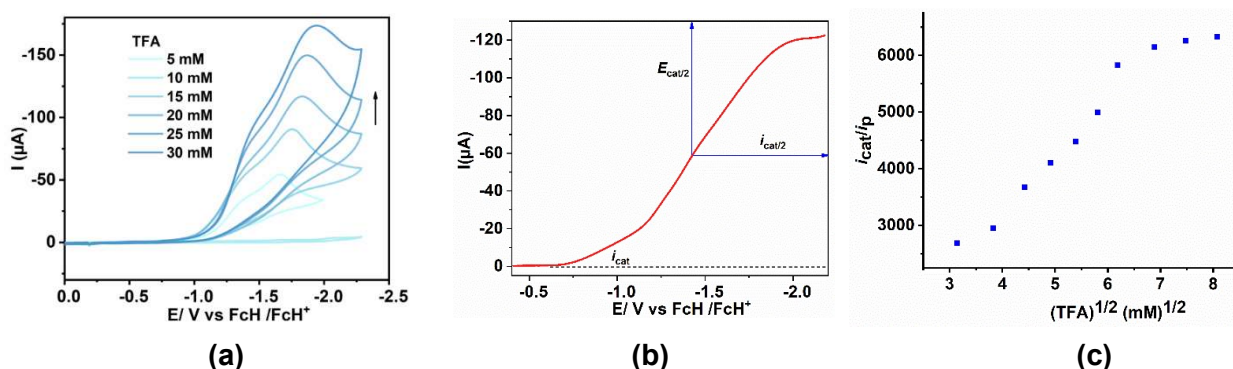 TFA
5 mM
10 mM
15 mM
20 mM
25 mM
30 mM
-150
-100
-50
0
I (µA)
0.0 -0.5 -1.0 -1.5 -2.0 -2.5
E/ V vs FcH /FcH⁺
(a)
-120
-100
-80
-60
-40
-20
0
I(µA)
E_cat/2
i_cat/2
i_cat
-0.5 -1.0 -1.5 -2.0
E/ V vs FcH /FcH⁺
(b)
6000
5000
4000
3000
i_cat/i_p
3 4 5 6 7 8
(TFA)^1/2 (mM)^1/2
(c)